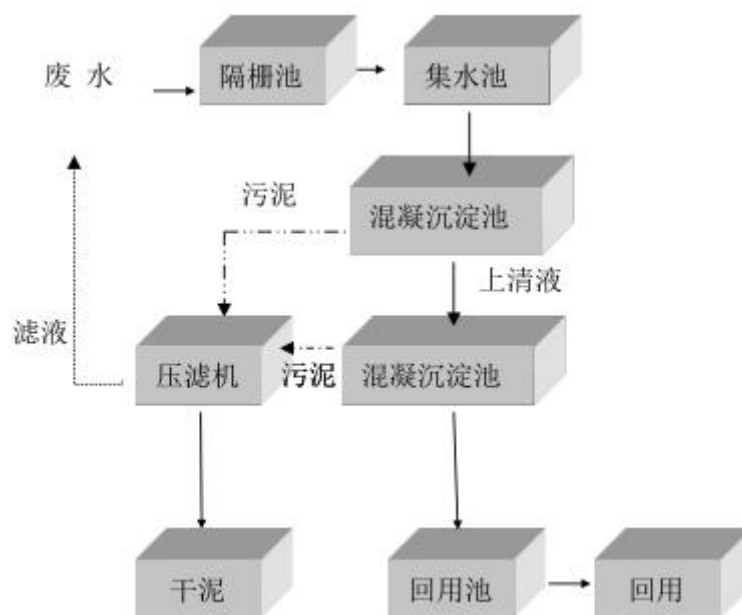 废 水
隔栅池
集水池
污泥
混凝沉淀池
上清液
滤液
压滤机
污泥
混凝沉淀池
干泥
回用池
回用